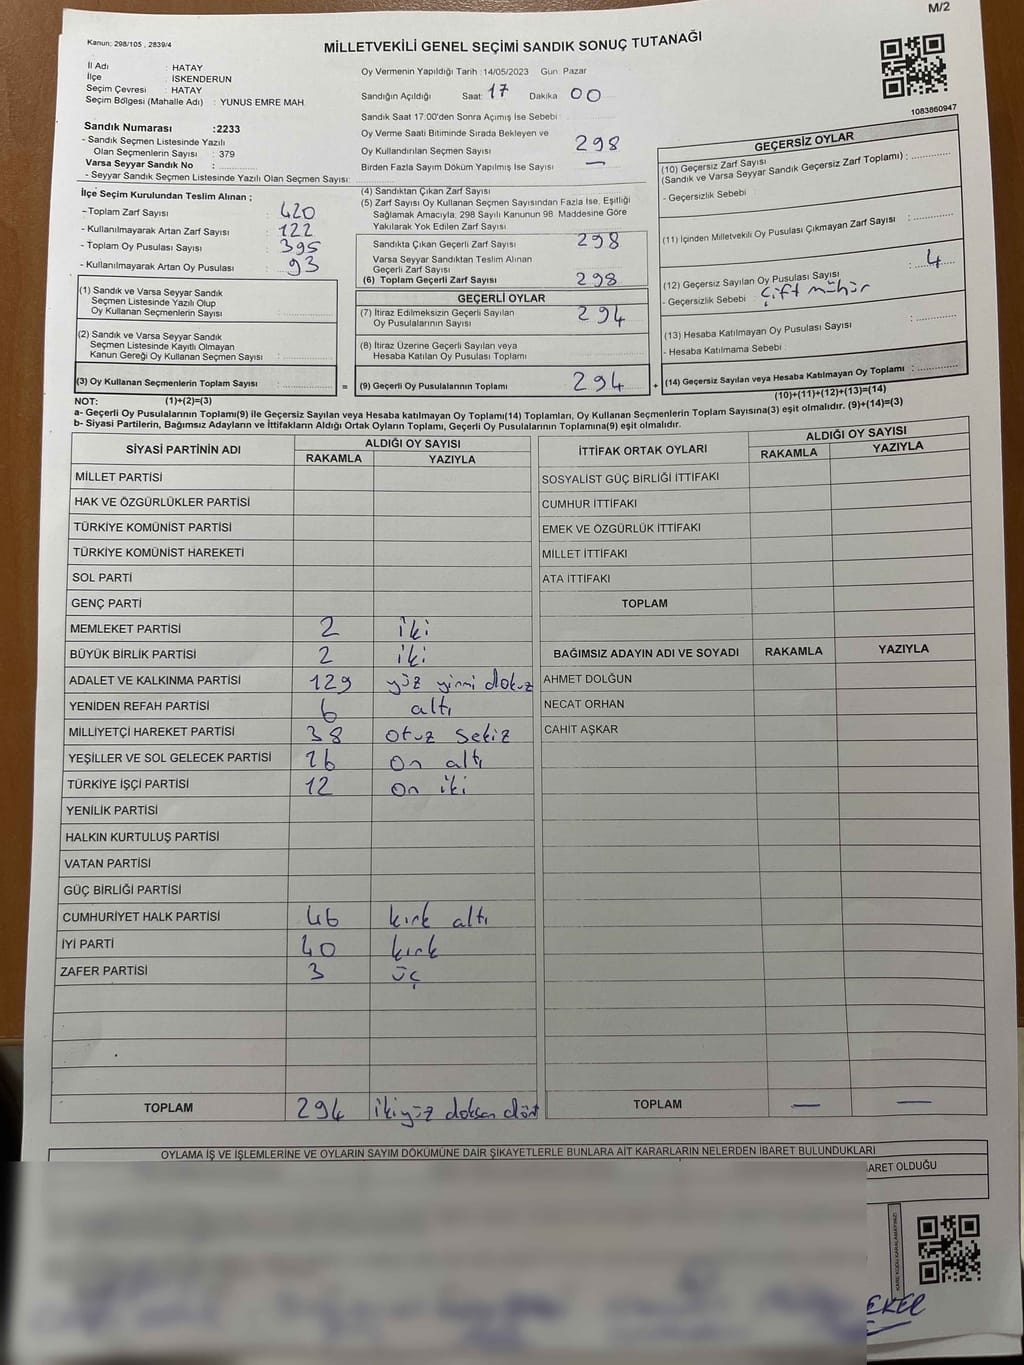 M/2
Kanun: 298/105 , 2839/4
MİLLETVEKİLİ GENEL SEÇİMİ SANDIK SONUÇ TUTANAĞI
İl Adı : HATAY
İlçe : İSKENDERUN
Seçim Çevresi : HATAY
Seçim Bölgesi (Mahalle Adı) : YUNUS EMRE MAH.
Sandık Numarası :2233
- Sandık Seçmen Listesinde Yazılı
Olan Seçmenlerin Sayısı : 379
Varsa Seyyar Sandık No :
- Seyyar Sandık Seçmen Listesinde Yazılı Olan Seçmen Sayısı:
Oy Vermenin Yapıldığı Tarih :14/05/2023 Gün: Pazar
Sandığın Açıldığı Saat: 17 Dakika 00
Sandık Saat 17:00'den Sonra Açımış İse Sebebi :
Oy Verme Saati Bitiminde Sırada Bekleyen ve
Oy Kullandırılan Seçmen Sayısı 298
Birden Fazla Sayım Döküm Yapılmış İse Sayısı —
1083860947
İlçe Seçim Kurulundan Teslim Alınan ;
-Toplam Zarf Sayısı : 420
- Kullanılmayarak Artan Zarf Sayısı : 122
- Toplam Oy Pusulası Sayısı : 395
- Kullanılmayarak Artan Oy Pusulası : 93
(1) Sandık ve Varsa Seyyar Sandık
Seçmen Listesinde Yazılı Olup
Oy Kullanan Seçmenlerin Sayısı :
(2) Sandık ve Varsa Seyyar Sandık
Seçmen Listesinde Kayıtlı Olmayan
Kanun Gereği Oy Kullanan Seçmen Sayısı :
(3) Oy Kullanan Seçmenlerin Toplam Sayısı : =
(4) Sandıktan Çıkan Zarf Sayısı
(5) Zarf Sayısı Oy Kullanan Seçmen Sayısından Fazla İse, Eşitliği
Sağlamak Amacıyla; 298 Sayılı Kanunun 98. Maddesine Göre
Yakılarak Yok Edilen Zarf Sayısı :
Sandıkta Çıkan Geçerli Zarf Sayısı 298
Varsa Seyyar Sandıktan Teslim Alınan
Geçerli Zarf Sayısı
(6) Toplam Geçerli Zarf Sayısı : 298
GEÇERLİ OYLAR
(7) İtiraz Edilmeksizin Geçerli Sayılan
Oy Pusulalarının Sayısı : 294
(8) İtiraz Üzerine Geçerli Sayılan veya
Hesaba Katılan Oy Pusulası Toplamı :
(9) Geçerli Oy Pusulalarının Toplamı : 294 +
GEÇERSİZ OYLAR
(10) Geçersiz Zarf Sayısı
(Sandık ve Varsa Seyyar Sandık Geçersiz Zarf Toplamı) :
- Geçersizlik Sebebi
(11) İçinden Milletvekili Oy Pusulası Çıkmayan Zarf Sayısı :
(12) Geçersiz Sayılan Oy Pusulası Sayısı : 4
- Geçersizlik Sebebi : çift mühür
(13) Hesaba Katılmayan Oy Pusulası Sayısı :
- Hesaba Katılmama Sebebi :
(14) Geçersiz Sayılan veya Hesaba Katılmayan Oy Toplamı :
(10)+(11)+(12)+(13)=(14)
NOT: (1)+(2)=(3)
a- Geçerli Oy Pusulalarının Toplamı(9) ile Geçersiz Sayılan veya Hesaba katılmayan Oy Toplamı(14) Toplamları, Oy Kullanan Seçmenlerin Toplam Sayısına(3) eşit olmalıdır. (9)+(14)=(3)
b- Siyasi Partilerin, Bağımsız Adayların ve İttifakların Aldığı Ortak Oyların Toplamı, Geçerli Oy Pusulalarının Toplamına(9) eşit olmalıdır.
SİYASİ PARTİNİN ADI ALDIĞI OY SAYISI
RAKAMLA YAZIYLA
MİLLET PARTİSİ
HAK VE ÖZGÜRLÜKLER PARTİSİ
TÜRKİYE KOMÜNİST PARTİSİ
TÜRKİYE KOMÜNİST HAREKETİ
SOL PARTİ
GENÇ PARTİ
MEMLEKET PARTİSİ 2 iki
BÜYÜK BİRLİK PARTİSİ 2 iki
ADALET VE KALKINMA PARTİSİ 129 yüz yirmi dokuz
YENİDEN REFAH PARTİSİ 6 altı
MİLLİYETÇİ HAREKET PARTİSİ 38 otuz sekiz
YEŞİLLER VE SOL GELECEK PARTİSİ 16 on altı
TÜRKİYE İŞÇİ PARTİSİ 12 on iki
YENİLİK PARTİSİ
HALKIN KURTULUŞ PARTİSİ
VATAN PARTİSİ
GÜÇ BİRLİĞİ PARTİSİ
CUMHURİYET HALK PARTİSİ 46 kırk altı
İYİ PARTİ 40 kırk
ZAFER PARTİSİ 3 üç
TOPLAM 294 ikiyüz doksan dört
İTTİFAK ORTAK OYLARI ALDIĞI OY SAYISI
RAKAMLA YAZIYLA
SOSYALİST GÜÇ BİRLİĞİ İTTİFAKI
CUMHUR İTTİFAKI
EMEK VE ÖZGÜRLÜK İTTİFAKI
MİLLET İTTİFAKI
ATA İTTİFAKI
TOPLAM
BAĞIMSIZ ADAYIN ADI VE SOYADI RAKAMLA YAZIYLA
AHMET DOLĞUN
NECAT ORHAN
CAHİT AŞKAR
TOPLAM — —
OYLAMA İŞ VE İŞLEMLERİNE VE OYLARIN SAYIM DÖKÜMÜNE DAİR ŞİKAYETLERLE BUNLARA AİT KARARLARIN NELERDEN İBARET BULUNDUKLARI
BARET OLDUĞU